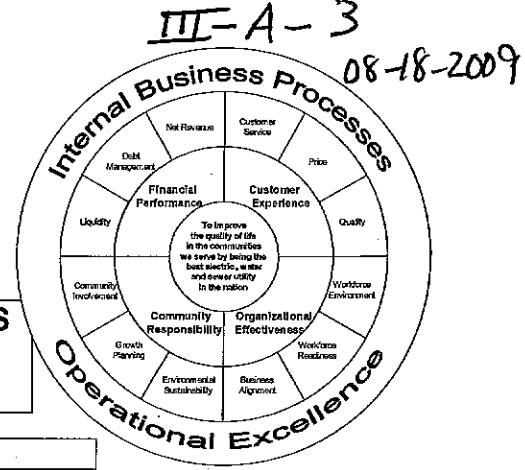 III-A-3
08-18-2009
Internal Business Processes
Net Revenue
Customer
Service
Debt
Management
Price
Financial
Performance
Customer
Experience
Liquidity
Quality
To improve
the quality of life
in the communities
we serve by being the
best electric, water
and sewer utility
in the nation
Community
Involvement
Workforce
Environment
Community
Responsibility
Organizational
Effectiveness
Growth
Planning
Workforce
Readiness
Environmental
Sustainability
Business
Alignment
Operational Excellence
S